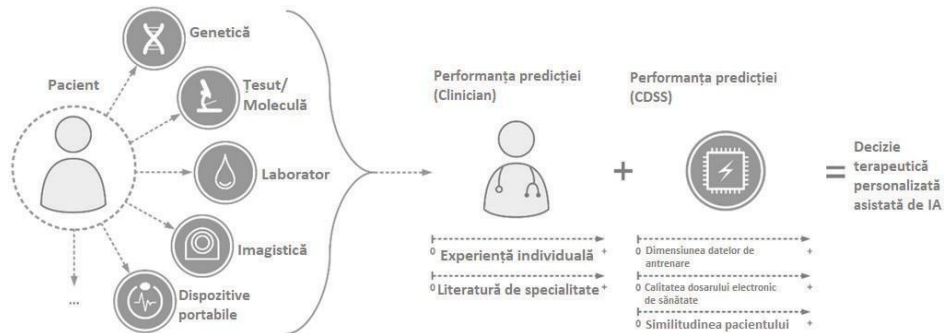 Pacient
Genetică
Țesut/
Moleculă
Laborator
Imagistică
Dispozitive
portabile
...
Performanța predicției
(Clinician)
0 +
Experiență individuală
0 +
Literatură de specialitate
+
Performanța predicției
(CDSS)
0 +
Dimensiunea datelor de
antrenare
0 +
Calitatea dosarului electronic
de sănătate
0 +
Similitudinea pacientului
=
Decizie
terapeutică
personalizată
asistată de IA